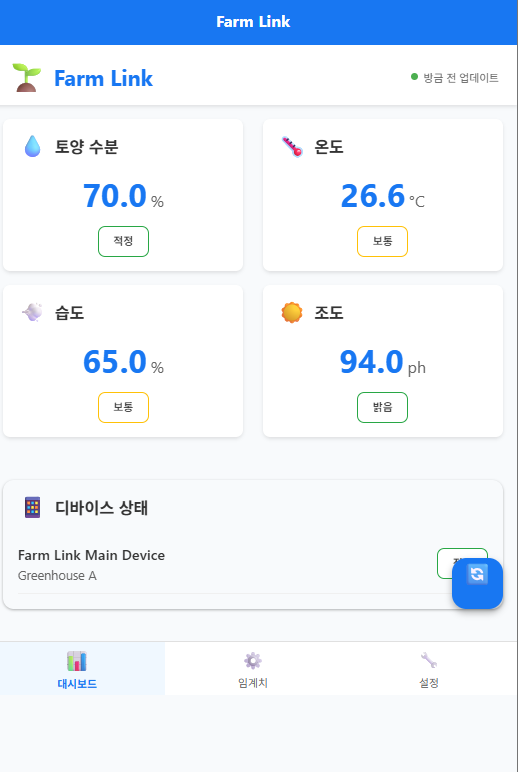 Farm Link
Farm Link
방금 전 업데이트
토양 수분
70.0 %
적정
온도
26.6 °C
보통
습도
65.0 %
보통
조도
94.0 ph
밝음
디바이스 상태
Farm Link Main Device
Greenhouse A
대시보드
임계치
설정